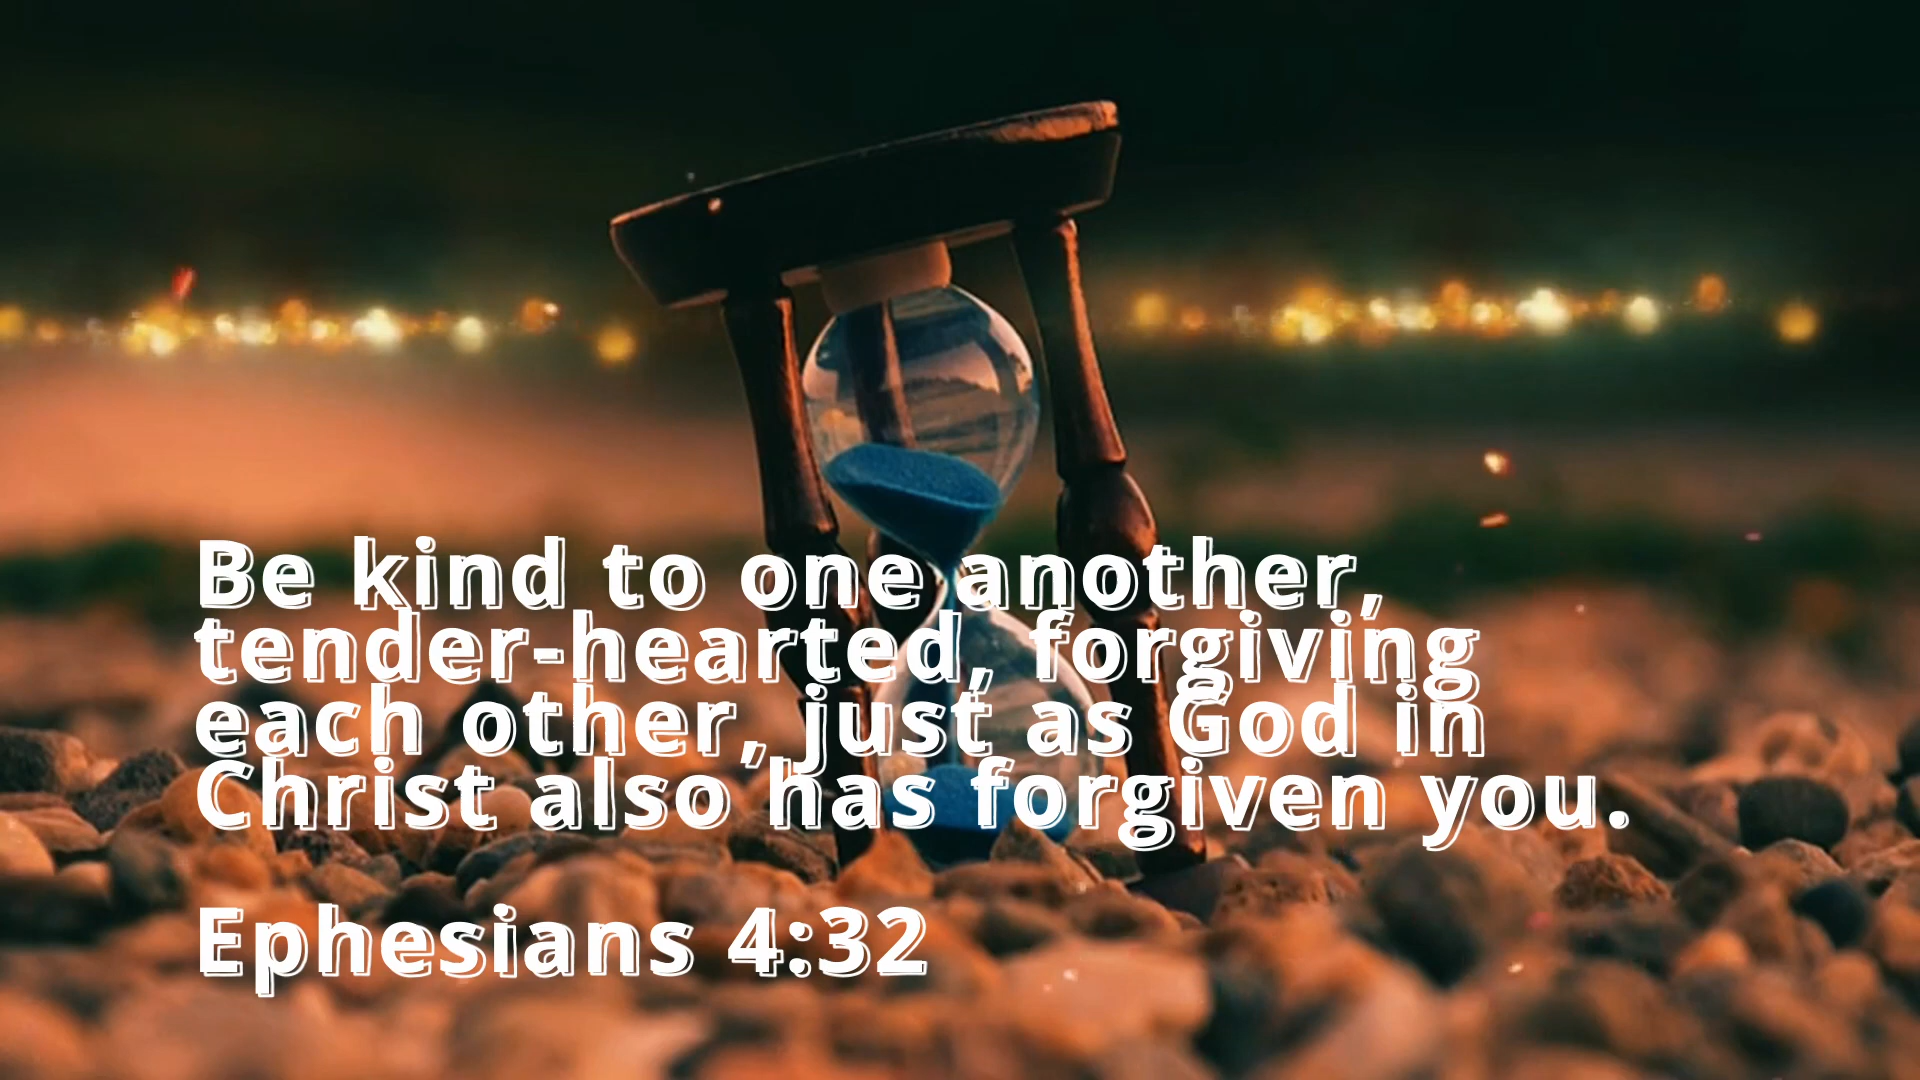 Be kind to one another,
tender-hearted, forgiving
each other, just as God in
Christ also has forgiven you.
Ephesians 4:32